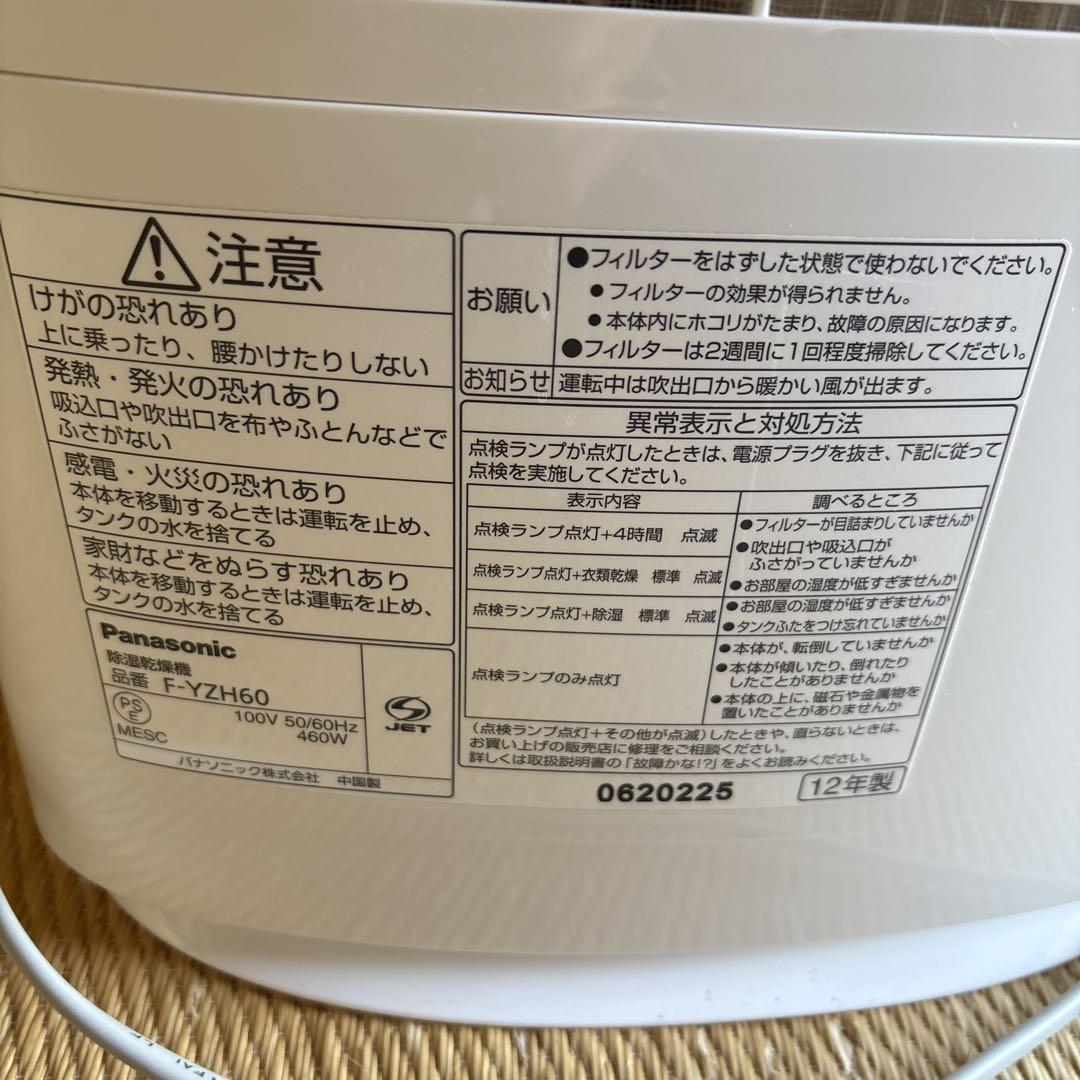 注意
けがの恐れあり
上に乗ったり、腰かけたりしない
発熱・発火の恐れあり
吸込口や吹出口を布やふとんなどで
ふさがない
感電・火災の恐れあり
本体を移動するときは運転を止め、
タンクの水を捨てる
家財などをぬらす恐れあり
本体を移動するときは運転を止め、
タンクの水を捨てる
Panasonic
除湿乾燥機
品番 F-YZH60
PS
E
MESC
100V 50/60Hz
460W
JET
パナソニック株式会社 中国製
お願い
●フィルターをはずした状態で使わないでください。
●フィルターの効果が得られません。
●本体内にホコリがたまり、故障の原因になります。
●フィルターは2週間に1回程度掃除してください。
お知らせ 運転中は吹出口から暖かい風が出ます。
異常表示と対処方法
点検ランプが点灯したときは、電源プラグを抜き、下記に従って
点検を実施してください。
表示内容 調べるところ
点検ランプ点灯+4時間 点滅
点検ランプ点灯+衣類乾燥 標準 点滅
●フィルターが目詰まりしていませんか
●吹出口や吸込口が
ふさがっていませんか
●お部屋の温度が低すぎませんか
点検ランプ点灯+除湿 標準 点滅
●お部屋の湿度が低すぎませんか
●タンクふたをつけ忘れていませんか
点検ランプのみ点灯
●本体が、転倒していませんか
●本体が傾いたり、倒れたり
したことがありませんか
●本体の上に、磁石や金属物を
置いたことがありませんか
(点検ランプ点灯+その他が点滅)したときや、直らないときは、
お買い上げの販売店に修理をご相談ください。
詳しくは取扱説明書の「故障かな!?」をよくお読みください。
0620225 12年製